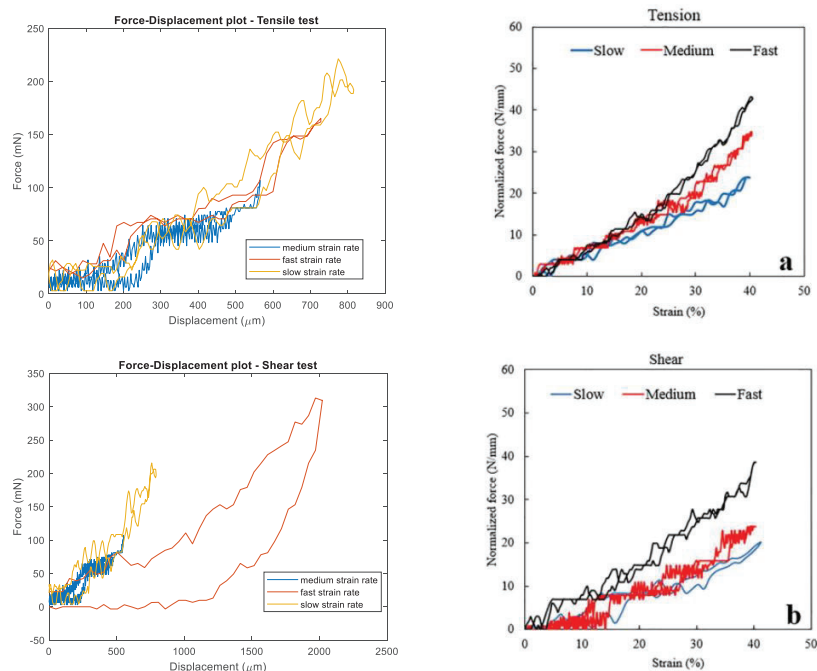 Force-Displacement plot - Tensile test
250
200
150
100
50
0
Force (mN)
0 100 200 300 400 500 600 700 800 900
Displacement (μm)
medium strain rate
fast strain rate
slow strain rate
Tension
Slow Medium Fast
60
50
40
30
20
10
0
Normalized force (N/mm)
0 10 20 30 40 50
Strain (%)
a
Force-Displacement plot - Shear test
350
300
250
200
150
100
50
0
-50
Force (mN)
0 500 1000 1500 2000 2500
Displacement (μm)
medium strain rate
fast strain rate
slow strain rate
Shear
Slow Medium Fast
60
50
40
30
20
10
0
Normalized force (N/mm)
0 10 20 30 40 50
Strain (%)
b